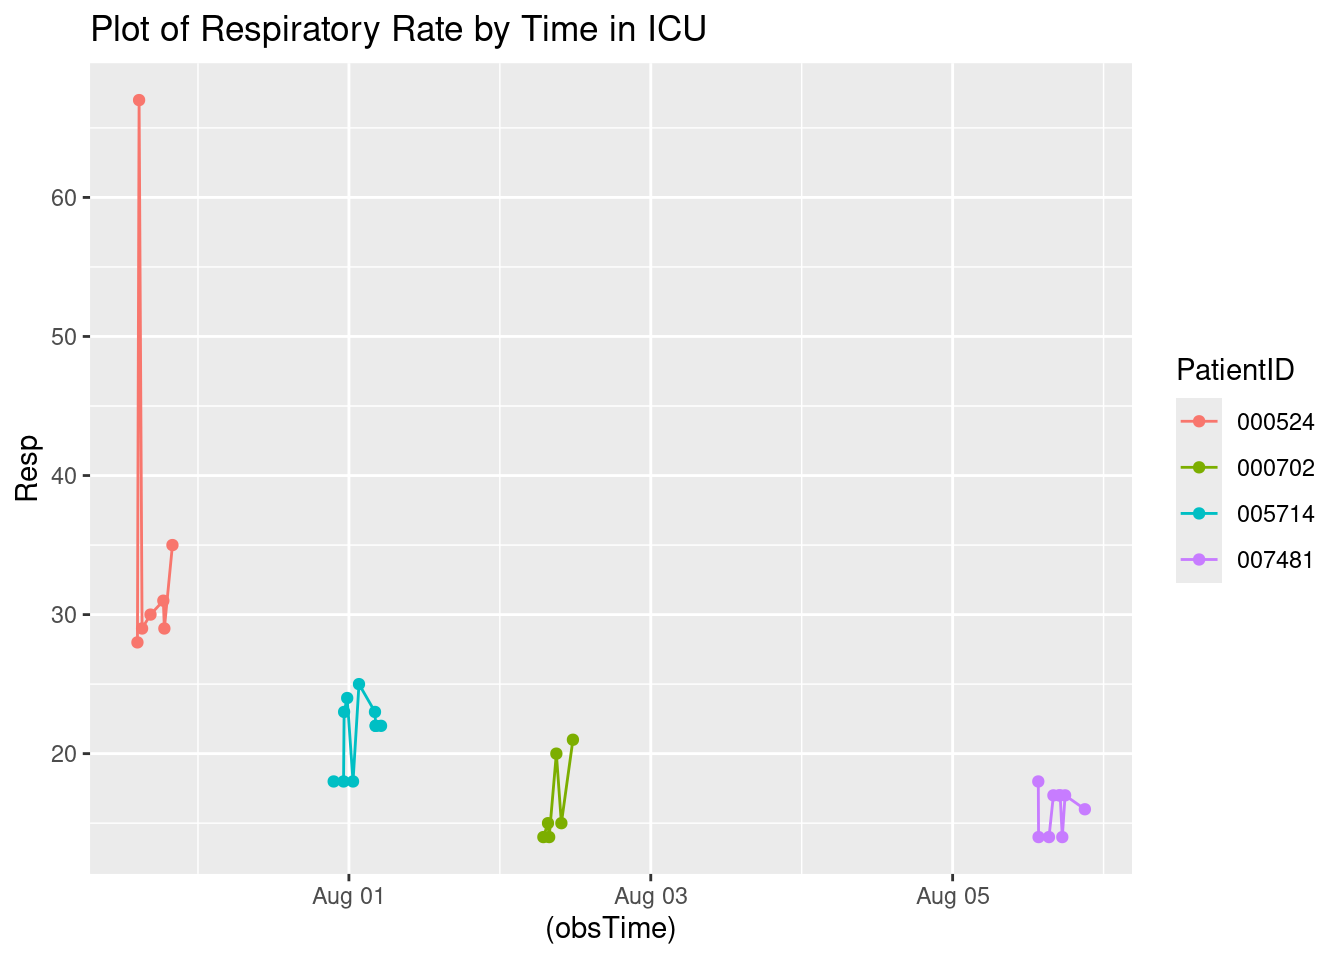 Plot of Respiratory Rate by Time in ICU
60
50
40
30
20
Resp
Aug 01
Aug 03
Aug 05
(obsTime)
PatientID
000524
000702
005714
007481